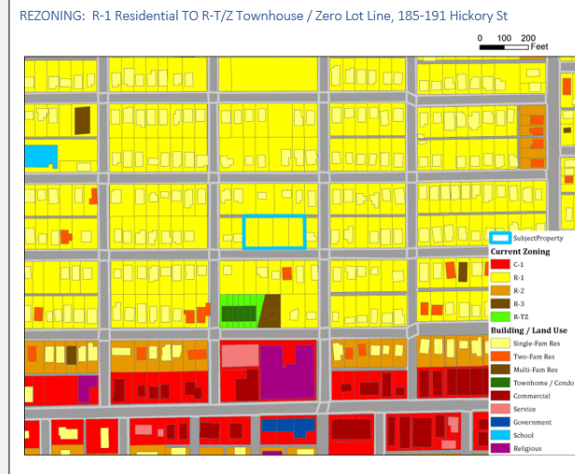 REZONING: R-1 Residential TO R-T/Z Townhouse / Zero Lot Line, 185-191 Hickory St
0 100 200
Feet
SubjectProperty
Current Zoning
C-1
R-1
R-2
R-3
R-TZ
Building / Land Use
Single-Fam Res
Two-Fam Res
Multi-Fam Res
Townhome / Condo
Commercial
Service
Government
School
Religious